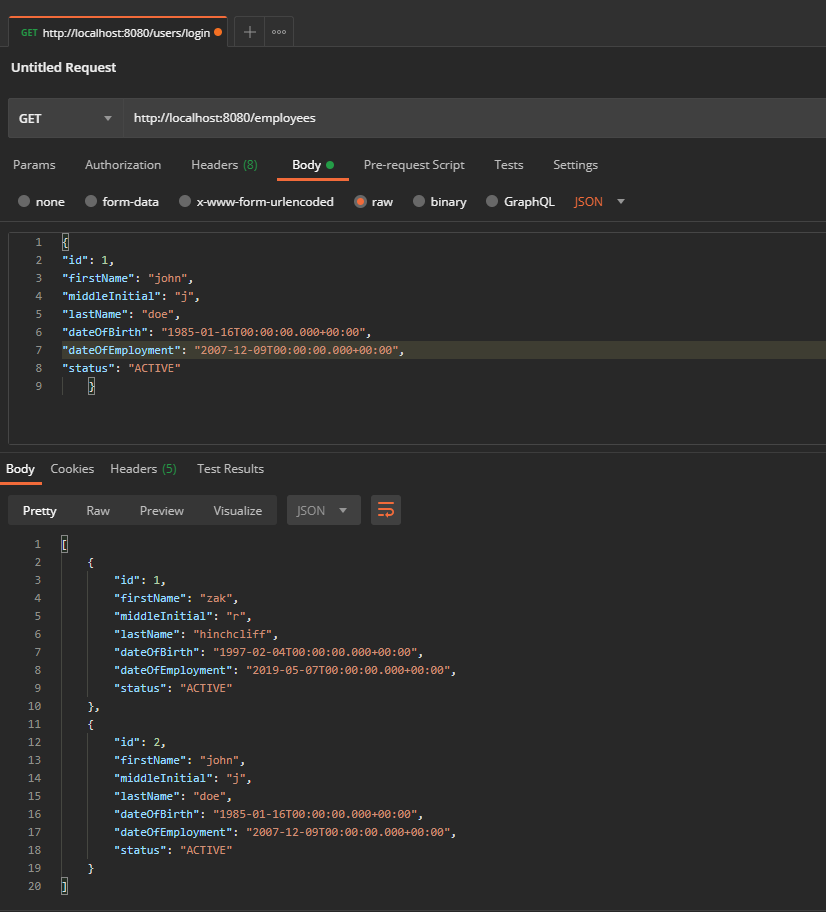 GET http://localhost:8080/users/login
Untitled Request
GET http://localhost:8080/employees
Params Authorization Headers (8) Body Pre-request Script Tests Settings
none form-data x-www-form-urlencoded raw binary GraphQL JSON
1 {
2 "id": 1,
3 "firstName": "john",
4 "middleInitial": "j",
5 "lastName": "doe",
6 "dateOfBirth": "1985-01-16T00:00:00.000+00:00",
7 "dateOfEmployment": "2007-12-09T00:00:00.000+00:00",
8 "status": "ACTIVE"
9 }
Body Cookies Headers (5) Test Results
Pretty Raw Preview Visualize JSON
1 [
2 {
3 "id": 1,
4 "firstName": "zak",
5 "middleInitial": "r",
6 "lastName": "hinchcliff",
7 "dateOfBirth": "1997-02-04T00:00:00.000+00:00",
8 "dateOfEmployment": "2019-05-07T00:00:00.000+00:00",
9 "status": "ACTIVE"
10 },
11 {
12 "id": 2,
13 "firstName": "john",
14 "middleInitial": "j",
15 "lastName": "doe",
16 "dateOfBirth": "1985-01-16T00:00:00.000+00:00",
17 "dateOfEmployment": "2007-12-09T00:00:00.000+00:00",
18 "status": "ACTIVE"
19 }
20 ]